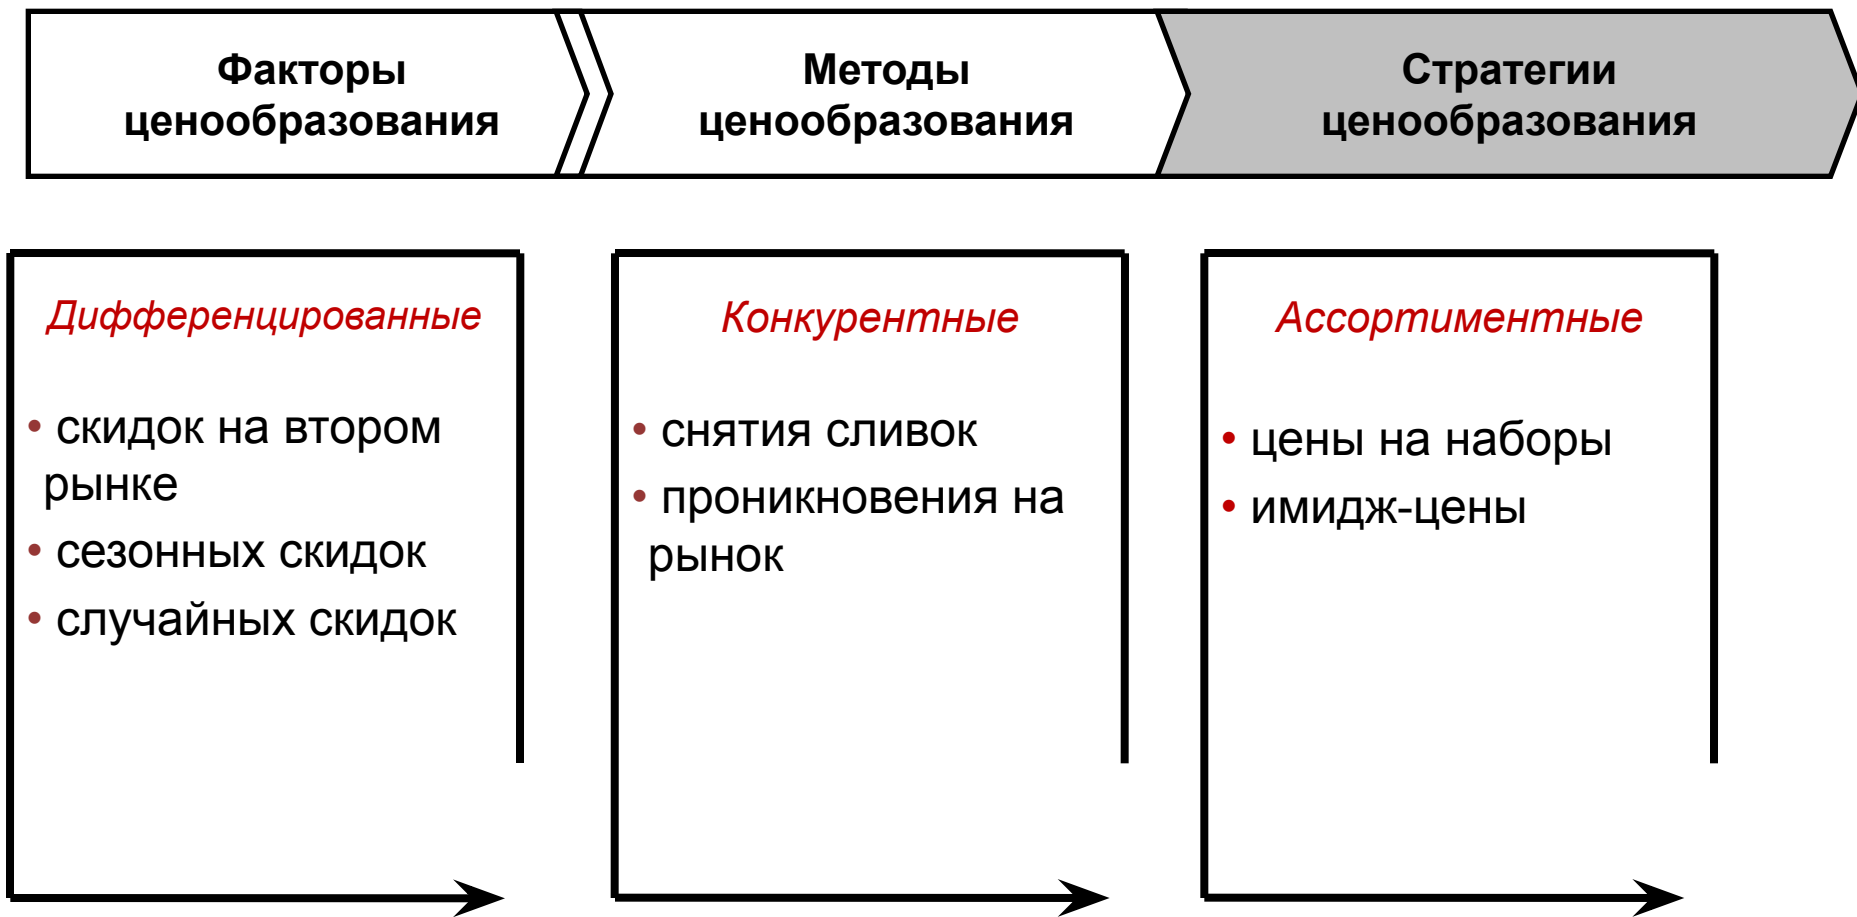 Факторы
ценообразования
Методы
ценообразования
Стратегии
ценообразования
Дифференцированные
• скидок на втором
рынке
• сезонных скидок
• случайных скидок
Конкурентные
• снятия сливок
• проникновения на
рынок
Ассортиментные
• цены на наборы
• имидж-цены